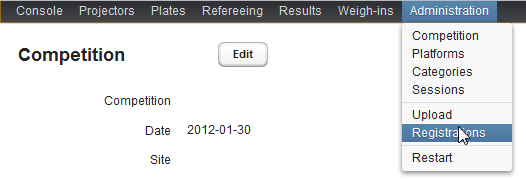 Console Projectors Plates Refereeing Results Weigh-ins Administration
Competition Edit
Competition
Date 2012-01-30
Site
Competition
Platforms
Categories
Sessions
Upload
Registrations
Restart